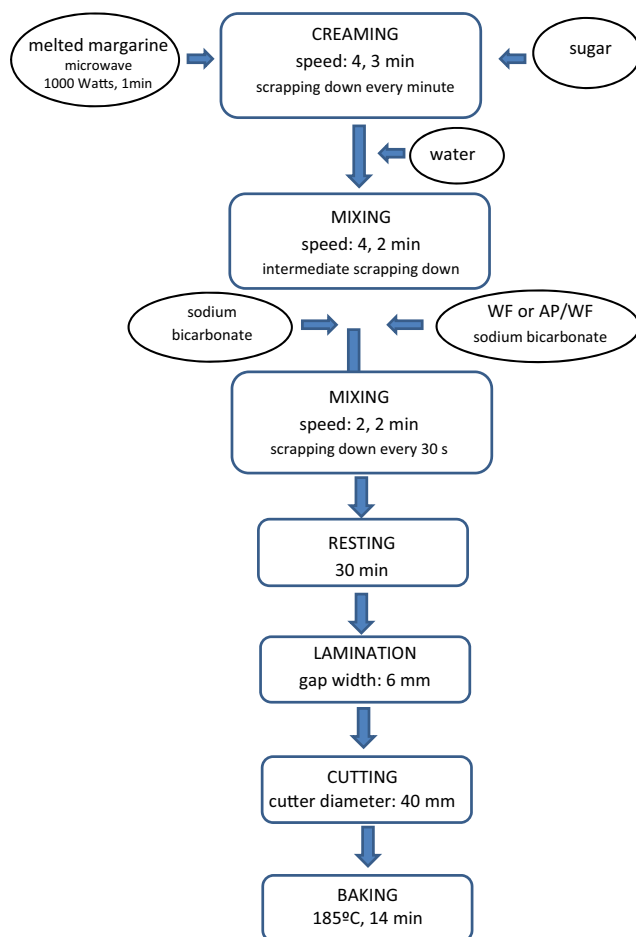 melted margarine
microwave
1000 Watts, 1min
CREAMING
speed: 4, 3 min
scrapping down every minute
sugar
water
MIXING
speed: 4, 2 min
intermediate scrapping down
sodium
bicarbonate
WF or AP/WF
sodium bicarbonate
MIXING
speed: 2, 2 min
scrapping down every 30 s
RESTING
30 min
LAMINATION
gap width: 6 mm
CUTTING
cutter diameter: 40 mm
BAKING
185ºC, 14 min